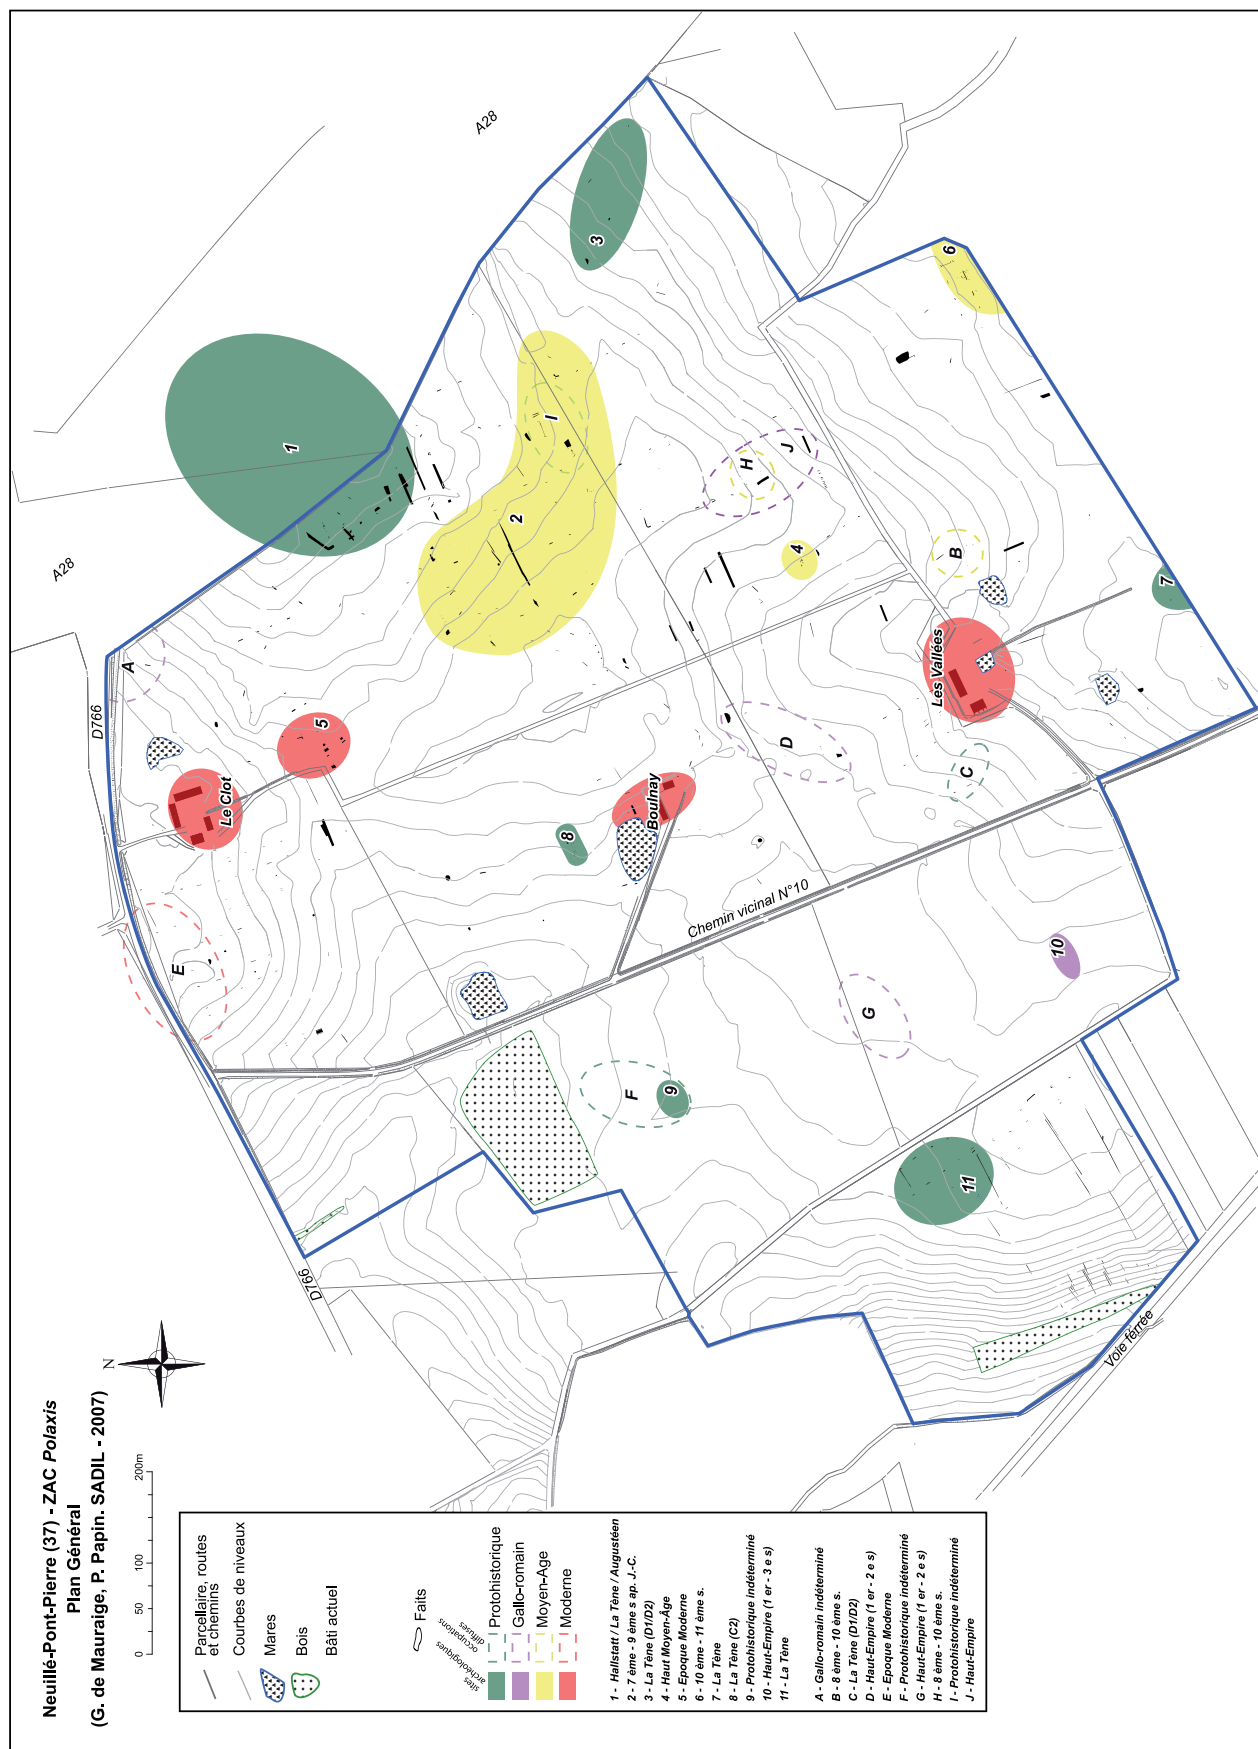 Neuillé-Pont-Pierre (37) - ZAC Polaxis
Plan Général
(G. de Mauraige, P. Papin. SADIL - 2007)
N
0 50 100 200m
Parcellaire, routes
et chemins
Courbes de niveaux
Mares
Bois
Bâti actuel
Faits
sites
archéologiques
occupations
diffuses
Protohistorique
Gallo-romain
Moyen-Age
Moderne
1 - Hallstatt / La Tène / Augustéen
2 - 7 ème - 9 ème s ap. J.-C.
3 - La Tène (D1/D2)
4 - Haut Moyen-Âge
5 - Epoque Moderne
6 - 10 ème - 11 ème s.
7 - La Tène
8 - La Tène (C2)
9 - Protohistorique indéterminé
10 - Haut-Empire (1 er - 3 e s)
11 - La Tène
A - Gallo-romain indéterminé
B - 8 ème - 10 ème s.
C - La Tène (D1/D2)
D - Haut-Empire (1 er - 2 e s)
E - Epoque Moderne
F - Protohistorique indéterminé
G - Haut-Empire (1 er - 2 e s)
H - 8 ème - 10 ème s.
I - Protohistorique indéterminé
J - Haut-Empire
D766
D766
A28
A28
Le Clot
Boulnay
Les Vallées
Chemin vicinal N°10
Voie ferrée
1
2
3
4
5
6
7
8
9
10
11
A
B
C
D
E
F
G
H
I
J